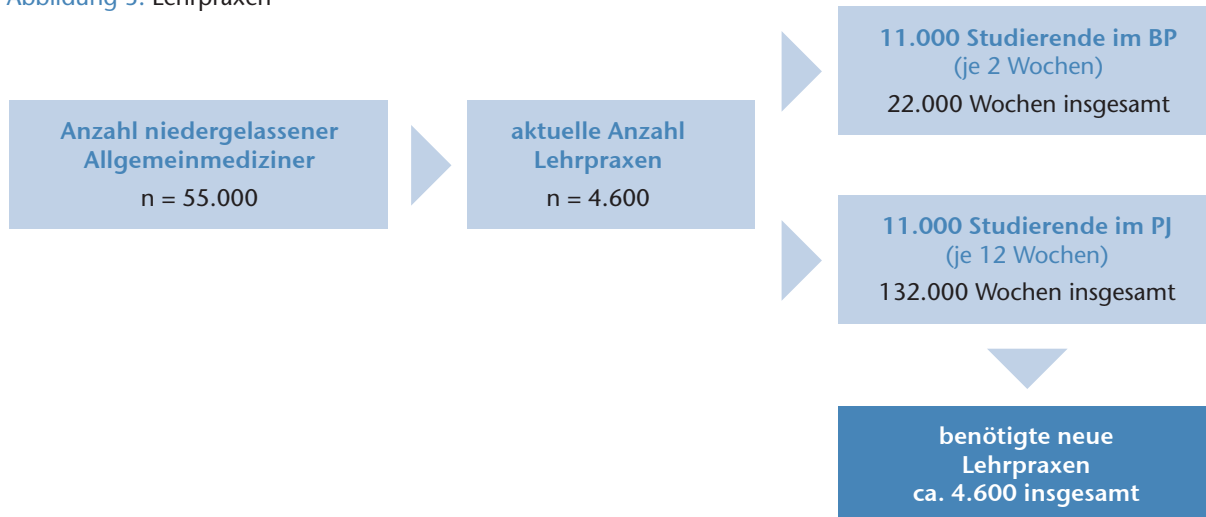 Abbildung 3. Lehrpraxen
Anzahl niedergelassener
Allgemeinmediziner
n = 55.000
aktuelle Anzahl
Lehrpraxen
n = 4.600
11.000 Studierende im BP
(je 2 Wochen)
22.000 Wochen insgesamt
11.000 Studierende im PJ
(je 12 Wochen)
132.000 Wochen insgesamt
benötigte neue
Lehrpraxen
ca. 4.600 insgesamt